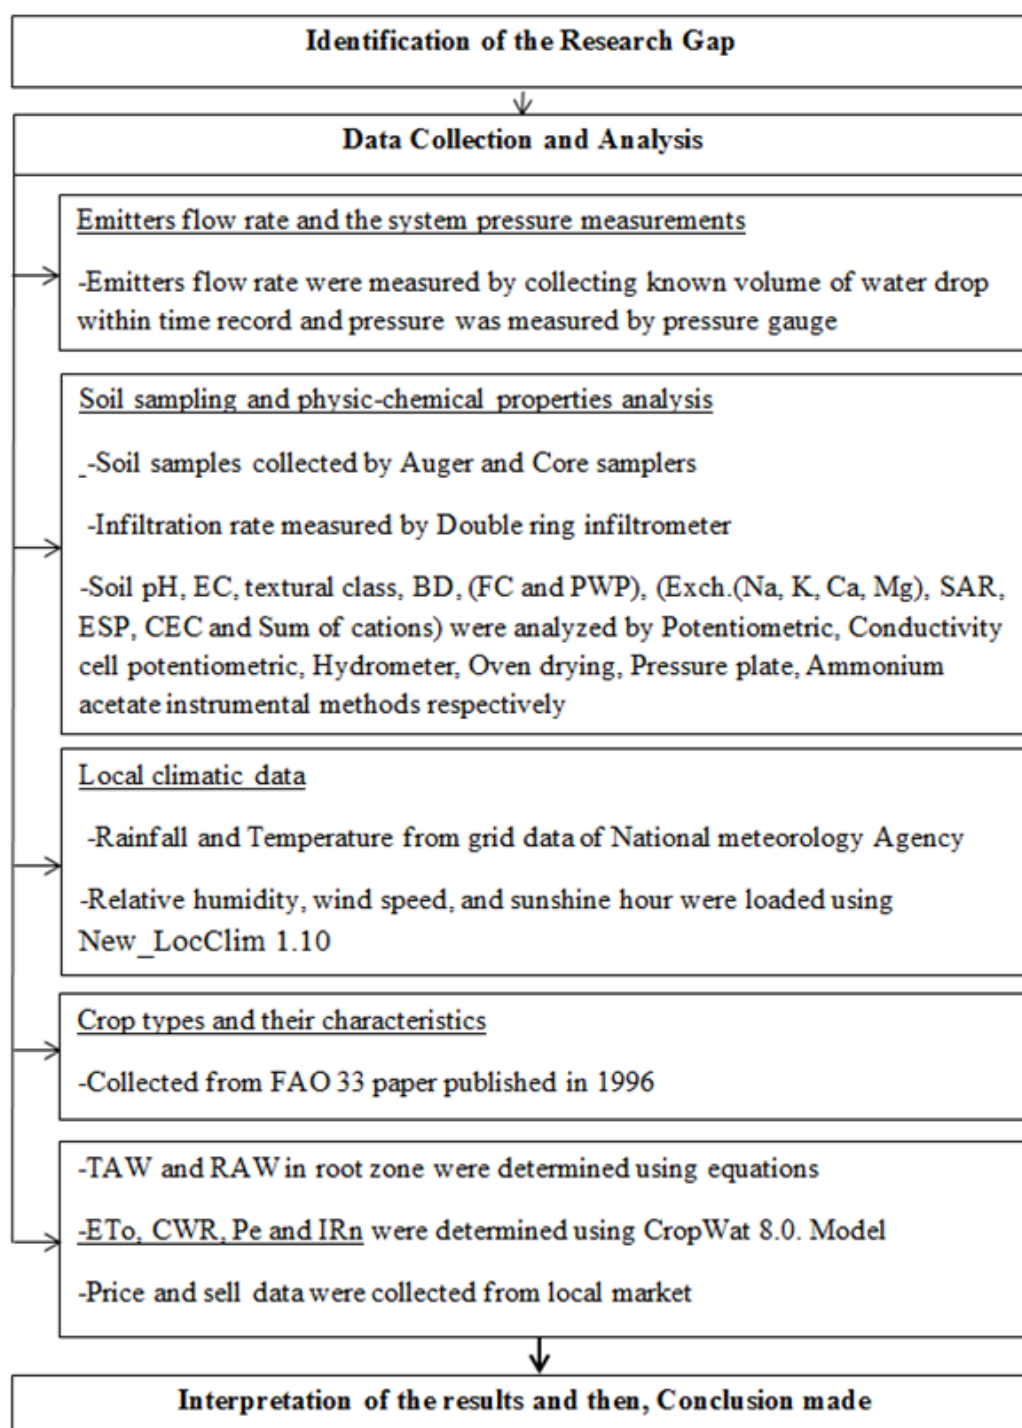 Identification of the Research Gap
Data Collection and Analysis
Emitters flow rate and the system pressure measurements
-Emitters flow rate were measured by collecting known volume of water drop
within time record and pressure was measured by pressure gauge
Soil sampling and physic-chemical properties analysis
-Soil samples collected by Auger and Core samplers
-Infiltration rate measured by Double ring infiltrometer
-Soil pH, EC, textural class, BD, (FC and PWP), (Exch.(Na, K, Ca, Mg), SAR,
ESP, CEC and Sum of cations) were analyzed by Potentiometric, Conductivity
cell potentiometric, Hydrometer, Oven drying, Pressure plate, Ammonium
acetate instrumental methods respectively
Local climatic data
-Rainfall and Temperature from grid data of National meteorology Agency
-Relative humidity, wind speed, and sunshine hour were loaded using
New_LocClim 1.10
Crop types and their characteristics
-Collected from FAO 33 paper published in 1996
-TAW and RAW in root zone were determined using equations
-ETo, CWR, Pe and IRn were determined using CropWat 8.0. Model
-Price and sell data were collected from local market
Interpretation of the results and then, Conclusion made